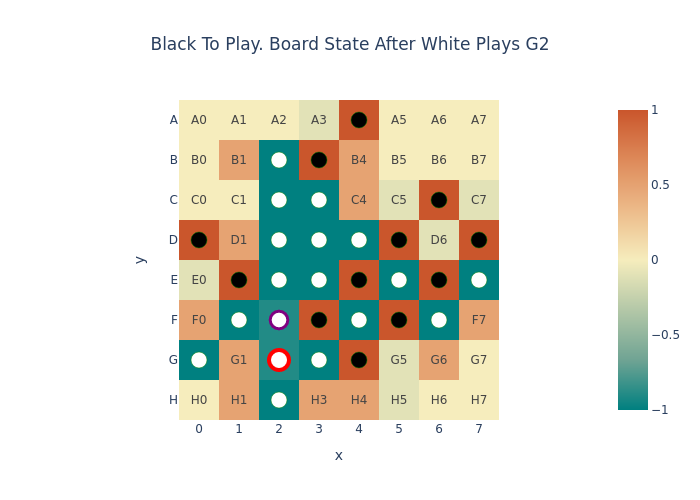 Black To Play. Board State After White Plays G2
A A0 A1 A2 A3 A5 A6 A7
B B0 B1 B4 B5 B6 B7
C C0 C1 C4 C5 C7
D D1 D6
E E0
F F0 F7
G G1 G5 G6 G7
H H0 H1 H3 H4 H5 H6 H7
0 1 2 3 4 5 6 7
x
y
1
0.5
0
−0.5
−1